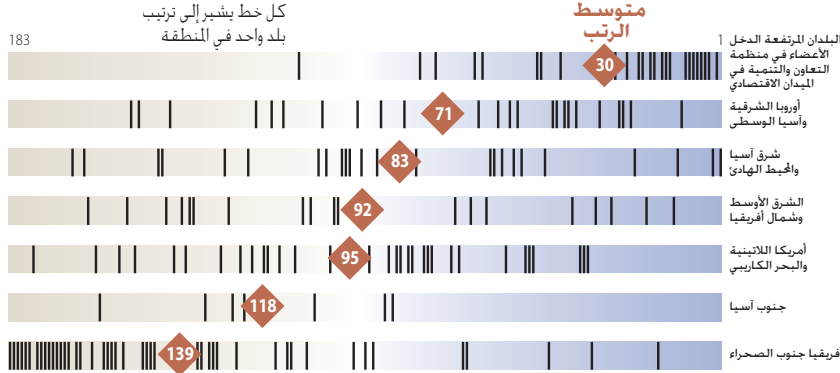 متوسط
الرتب
كل خط يشير إلى ترتيب
بلد واحد في المنطقة
1
183
البلدان المرتفعة الدخل
الأعضاء في منظمة
التعاون والتنمية في
الميدان الاقتصادي
30
أوروبا الشرقية
وآسيا الوسطى
71
شرق آسيا
والمحيط الهادئ
83
الشرق الأوسط
وشمال أفريقيا
92
أمريكا اللاتينية
والبحر الكاريبي
95
جنوب آسيا
118
فريقيا جنوب الصحراء
139